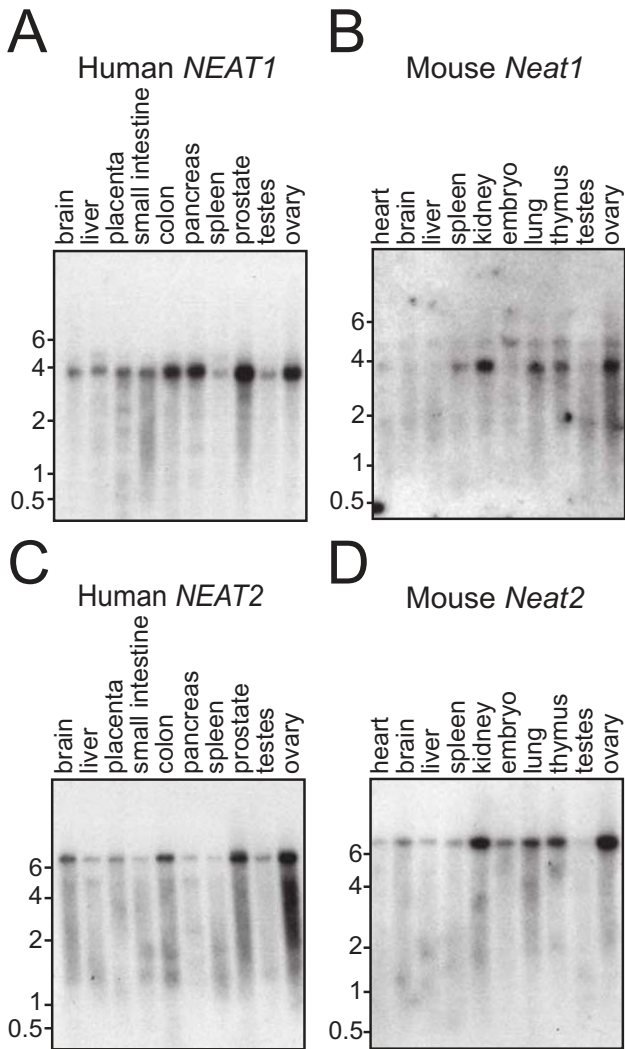 A
Human NEAT1
brain
liver
placenta
small intestine
colon
pancreas
spleen
prostate
testes
ovary
6
4
2
1
0.5
B
Mouse Neat1
heart
brain
liver
spleen
kidney
embryo
lung
thymus
testes
ovary
6
4
2
1
0.5
C
Human NEAT2
brain
liver
placenta
small intestine
colon
pancreas
spleen
prostate
testes
ovary
6
4
2
1
0.5
D
Mouse Neat2
heart
brain
liver
spleen
kidney
embryo
lung
thymus
testes
ovary
6
4
2
1
0.5